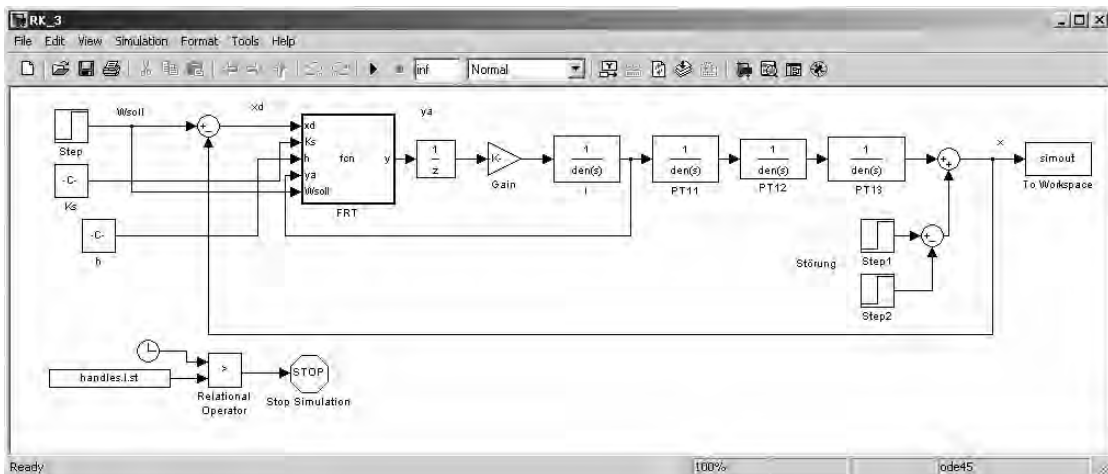 RK_3
File Edit View Simulation Format Tools Help
inf Normal
Wsoll xd ya x
Step
-C-
Ks
-C-
h
xd
Ks
h
ya
Wsoll
fcn
y
FRT
1
z
K-
Gain
1
den(s)
I
1
den(s)
PT11
1
den(s)
PT12
1
den(s)
PT13
simout
To Workspace
Störung
Step1
Step2
handles.l.st
>
Relational
Operator
STOP
Stop Simulation
Ready 100% ode45